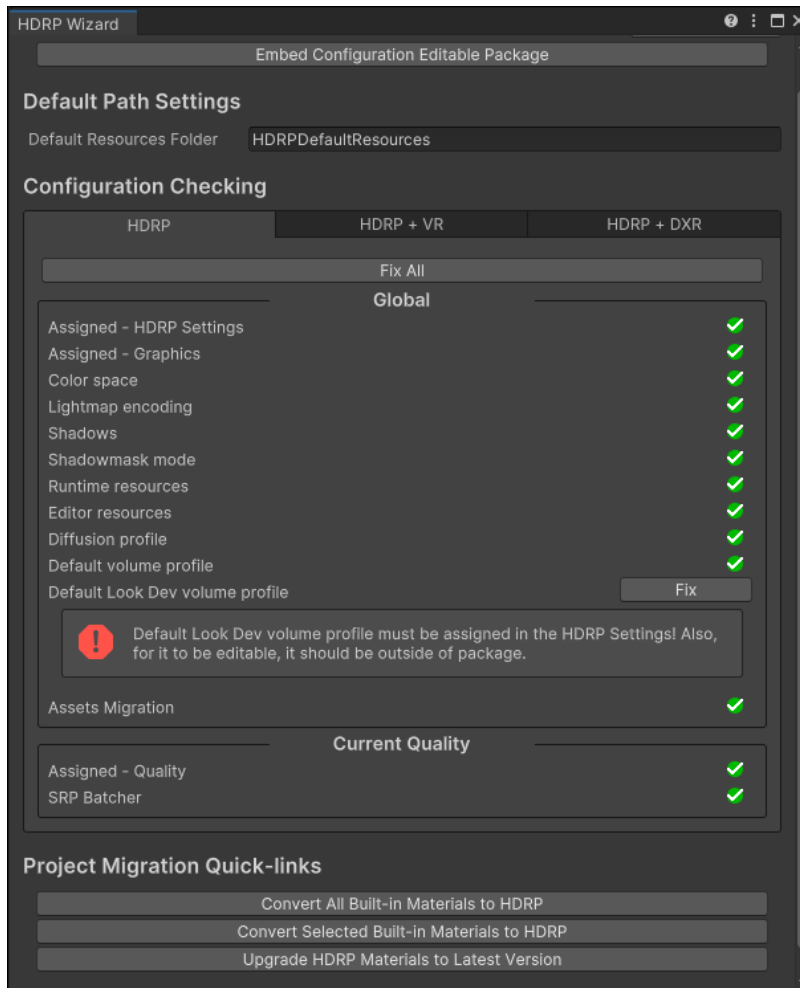 HDRP Wizard
Embed Configuration Editable Package
Default Path Settings
Default Resources Folder HDRPDefaultResources
Configuration Checking
HDRP HDRP + VR HDRP + DXR
Fix All
Global
Assigned - HDRP Settings
Assigned - Graphics
Color space
Lightmap encoding
Shadows
Shadowmask mode
Runtime resources
Editor resources
Diffusion profile
Default volume profile
Default Look Dev volume profile Fix
Default Look Dev volume profile must be assigned in the HDRP Settings! Also,
for it to be editable, it should be outside of package.
Assets Migration
Current Quality
Assigned - Quality
SRP Batcher
Project Migration Quick-links
Convert All Built-in Materials to HDRP
Convert Selected Built-in Materials to HDRP
Upgrade HDRP Materials to Latest Version